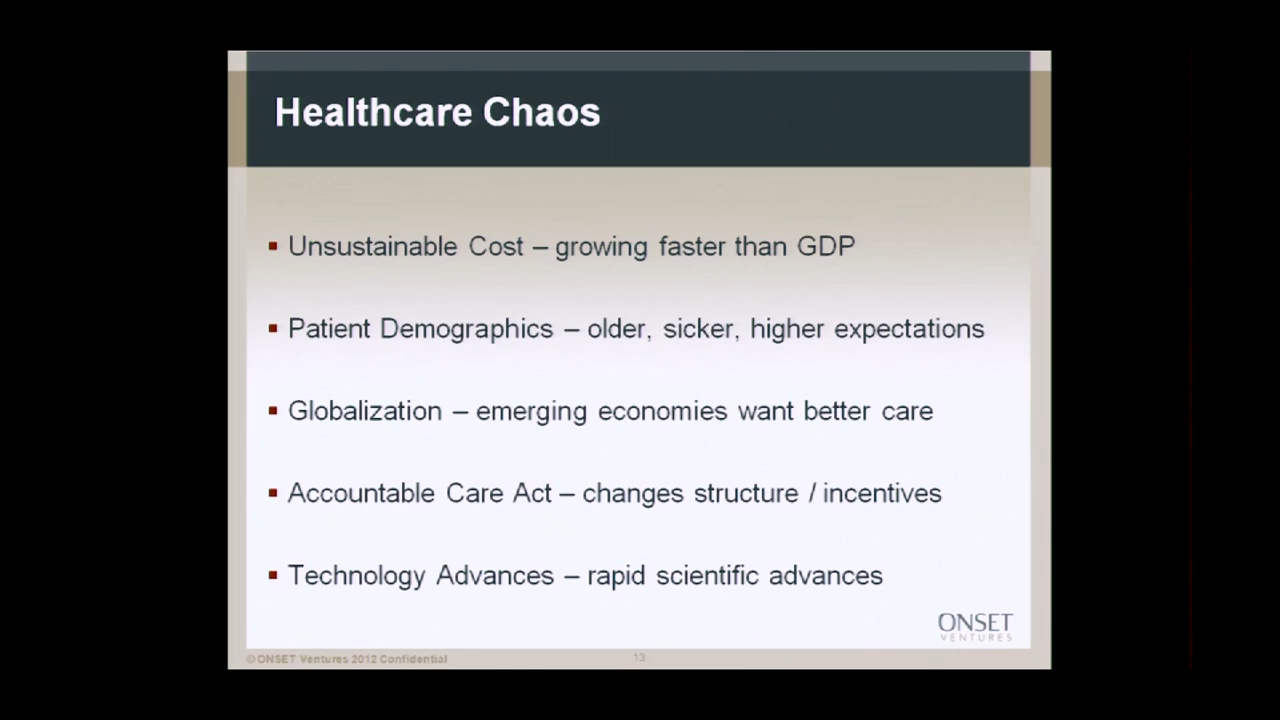 Healthcare Chaos
▪ Unsustainable Cost – growing faster than GDP
▪ Patient Demographics – older, sicker, higher expectations
▪ Globalization – emerging economies want better care
▪ Accountable Care Act – changes structure / incentives
▪ Technology Advances – rapid scientific advances
ONSET
VENTURES
© ONSET Ventures 2012 Confidential
13